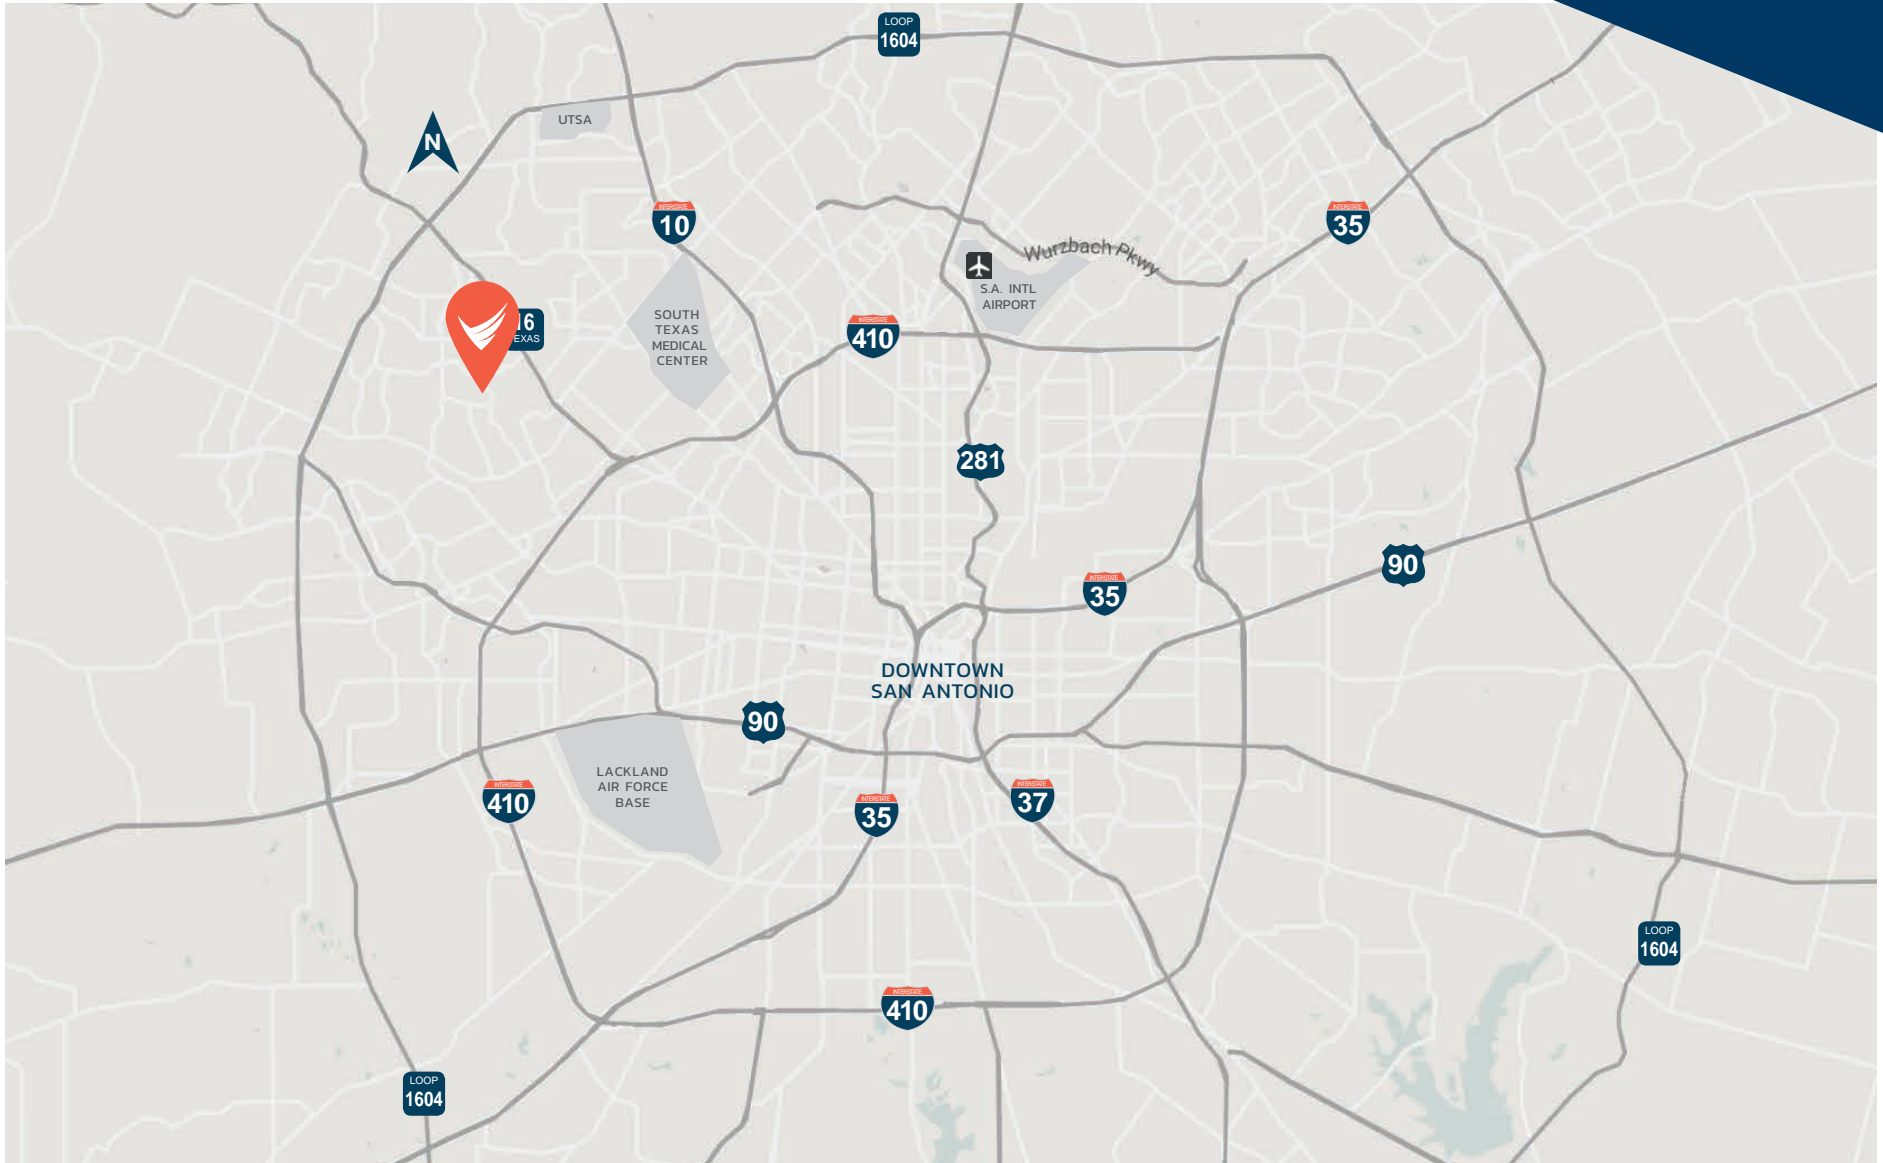 LOOP
1604
UTSA
N
INTERSTATE
10
INTERSTATE
35
Wurzbach Pkwy
S.A. INTL
AIRPORT
16
EXAS
SOUTH
TEXAS
MEDICAL
CENTER
INTERSTATE
410
281
90
INTERSTATE
35
DOWNTOWN
SAN ANTONIO
90
LACKLAND
AIR FORCE
BASE
INTERSTATE
410
INTERSTATE
35
INTERSTATE
37
LOOP
1604
INTERSTATE
410
LOOP
1604